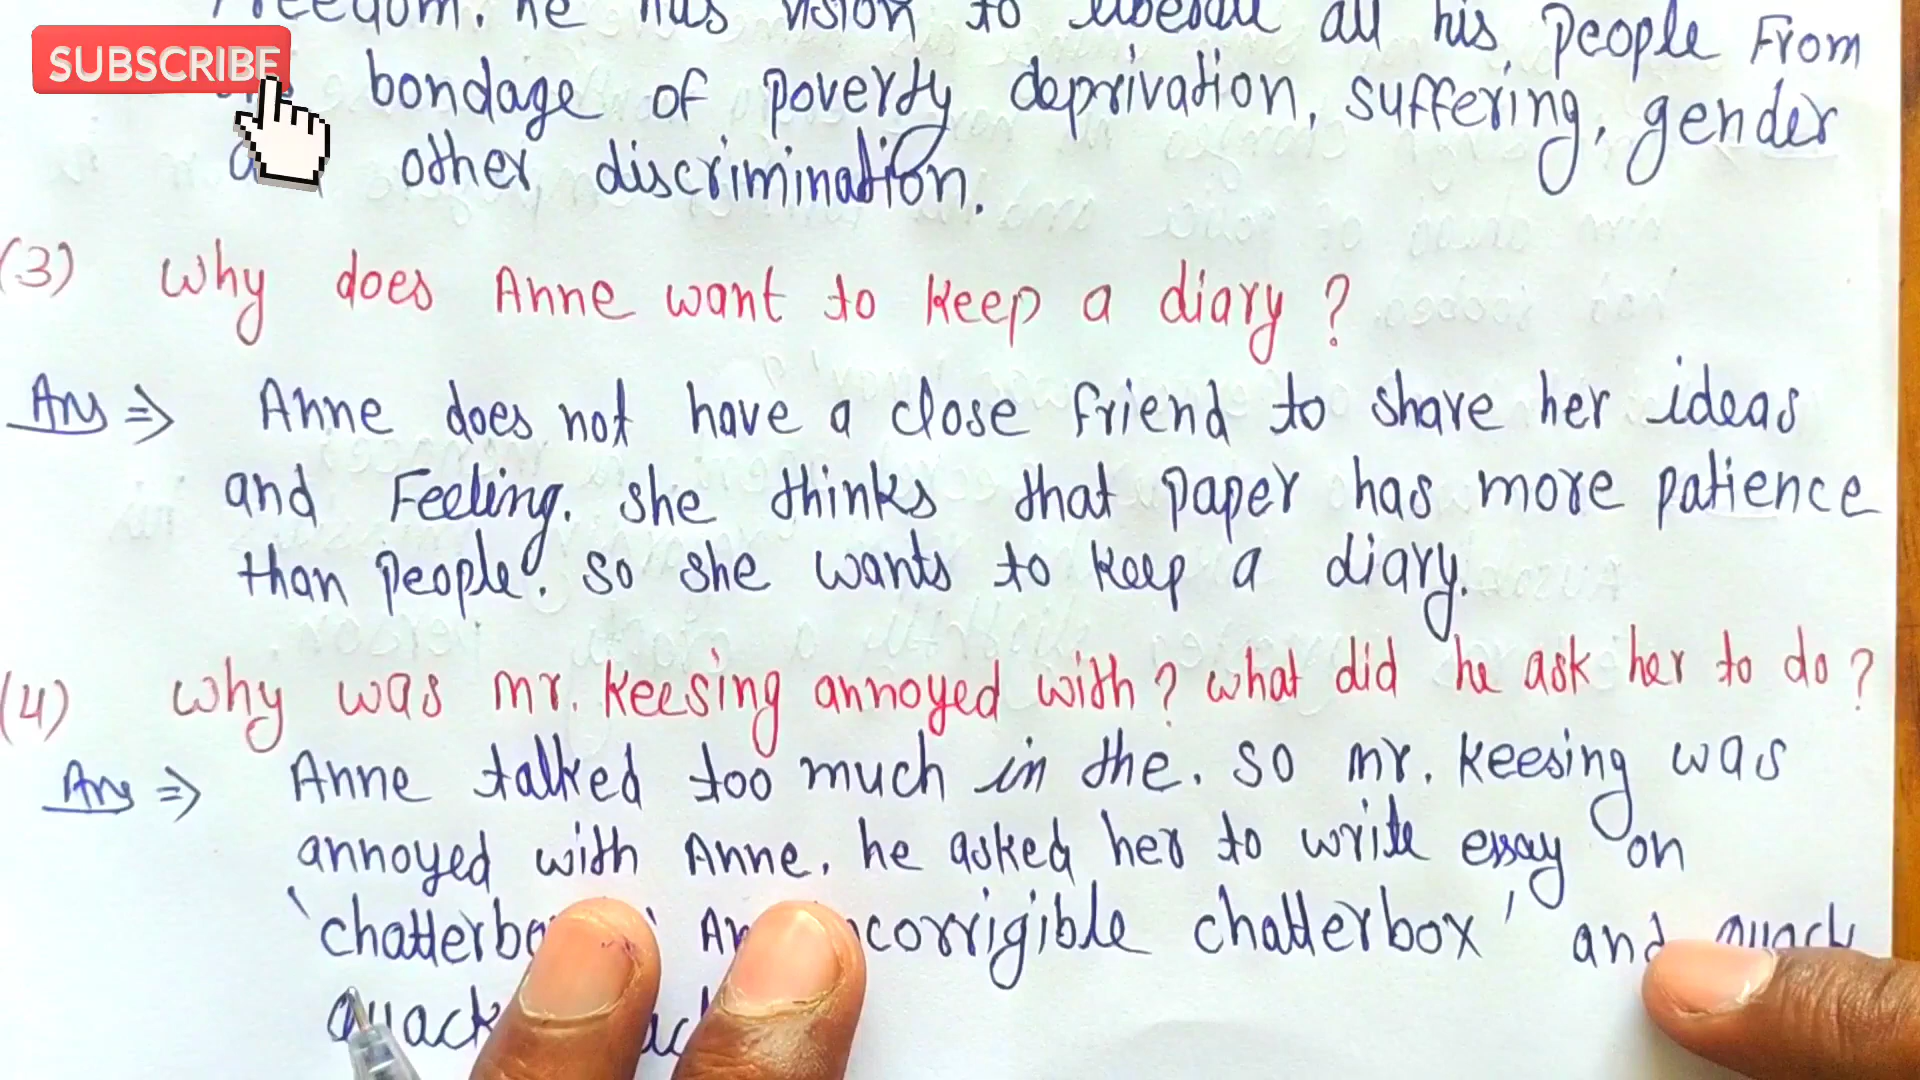 Freedom. he has vision to liberate all his people From
SUBSCRIBE
bondage of poverty deprivation, suffering, gender
other discrimination.
(3) Why does Anne want to keep a diary?
Ans ⇒ Anne does not have a close friend to share her ideas
and Feeling. she thinks that paper has more patience
than people. so she wants to keep a diary.
(4) Why was mr. Keesing annoyed with? what did he ask her to do?
Ans ⇒ Anne talked too much in the. so mr. Keesing was
annoyed with Anne. he asked her to write essay on
corrigible chatterbox' and quack
quack